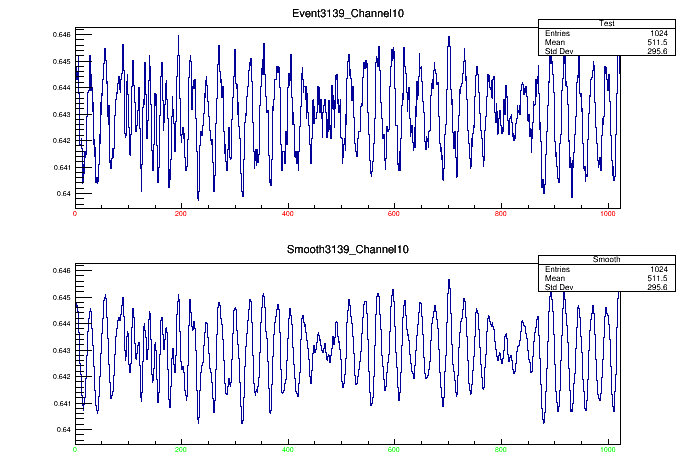 Event3139_Channel10
Test
Entries 1024
Mean 511.5
Std Dev 295.6
0.646
0.645
0.644
0.643
0.642
0.641
0.64
0 200 400 600 800 1000
Smooth3139_Channel10
Smooth
Entries 1024
Mean 511.5
Std Dev 295.6
0.646
0.645
0.644
0.643
0.642
0.641
0.64
0 200 400 600 800 1000